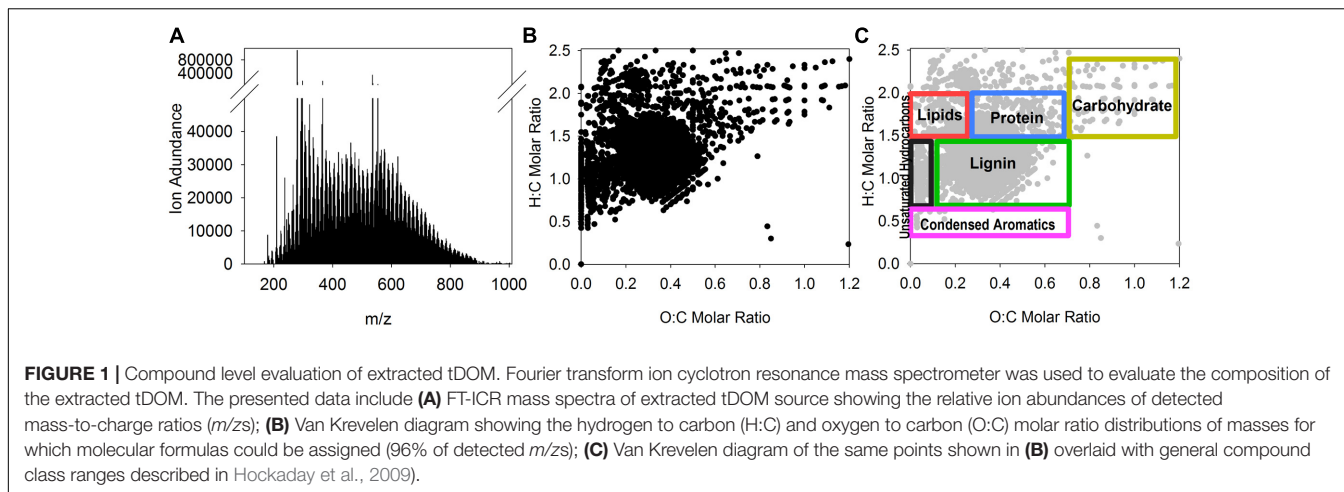 A
800000
400000
40000
30000
20000
10000
0
Ion Adundance
200 400 600 800 1000
m/z
B
2.5
2.0
1.5
1.0
0.5
0.0
H:C Molar Ratio
0.0 0.2 0.4 0.6 0.8 1.0 1.2
O:C Molar Ratio
C
2.5
2.0
1.5
1.0
0.5
0.0
H:C Molar Ratio
Unsaturated Hydrocarbons
Lipids
Protein
Carbohydrate
Lignin
Condensed Aromatics
0.0 0.2 0.4 0.6 0.8 1.0 1.2
O:C Molar Ratio
FIGURE 1 | Compound level evaluation of extracted tDOM. Fourier transform ion cyclotron resonance mass spectrometer was used to evaluate the composition of
the extracted tDOM. The presented data include (A) FT-ICR mass spectra of extracted tDOM source showing the relative ion abundances of detected
mass-to-charge ratios (m/zs); (B) Van Krevelen diagram showing the hydrogen to carbon (H:C) and oxygen to carbon (O:C) molar ratio distributions of masses for
which molecular formulas could be assigned (96% of detected m/zs); (C) Van Krevelen diagram of the same points shown in (B) overlaid with general compound
class ranges described in Hockaday et al., 2009).